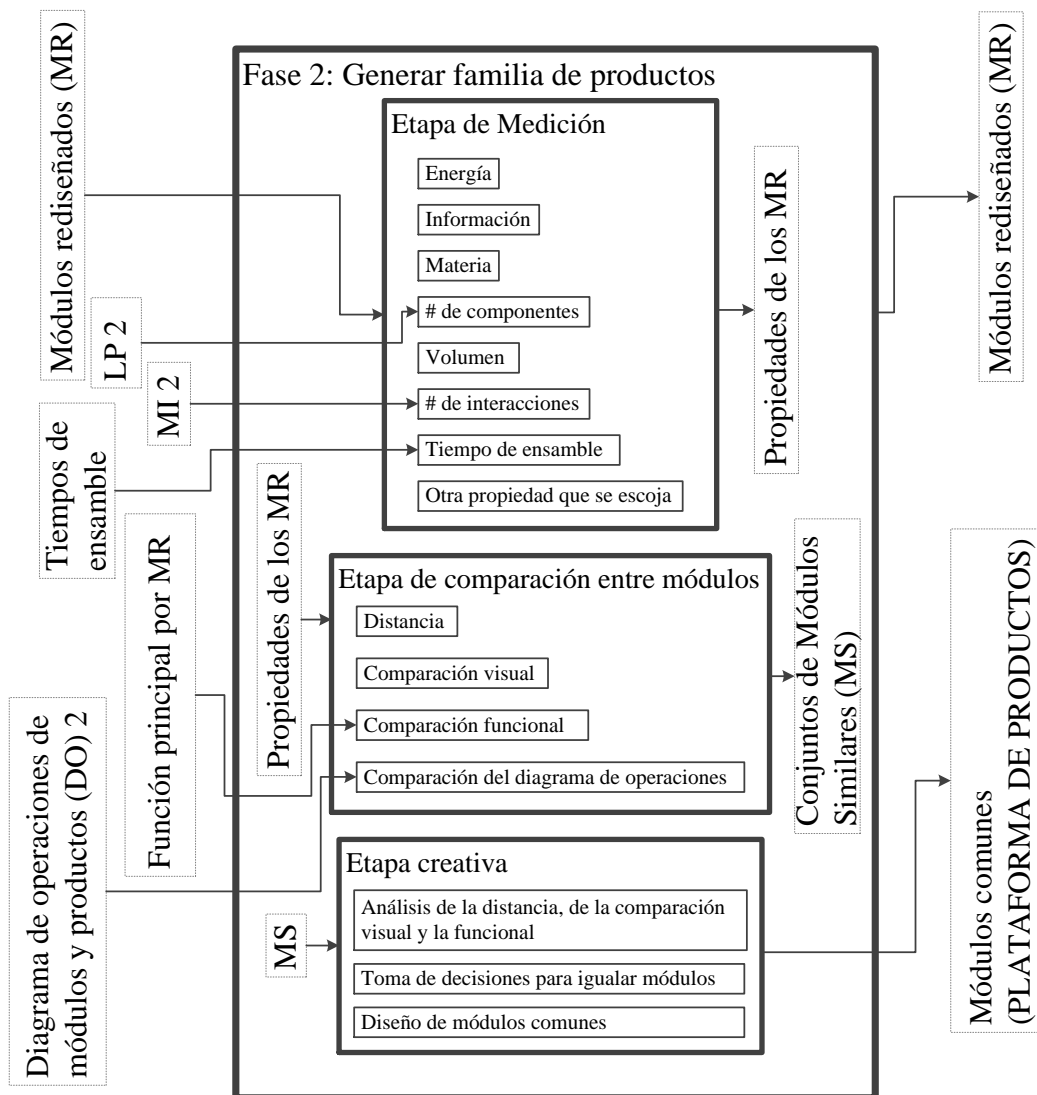 Módulos rediseñados (MR)
LP 2
MI 2
Tiempos de
ensamble
Función principal por MR
Diagrama de operaciones de
módulos y productos (DO) 2
Fase 2: Generar familia de productos
Etapa de Medición
Energía
Información
Materia
# de componentes
Volumen
# de interacciones
Tiempo de ensamble
Otra propiedad que se escoja
Propiedades de los MR
Propiedades de los MR
Etapa de comparación entre módulos
Distancia
Comparación visual
Comparación funcional
Comparación del diagrama de operaciones
Conjuntos de Módulos
Similares (MS)
MS
Etapa creativa
Análisis de la distancia, de la comparación
visual y la funcional
Toma de decisiones para igualar módulos
Diseño de módulos comunes
Módulos rediseñados (MR)
Módulos comunes
(PLATAFORMA DE PRODUCTOS)